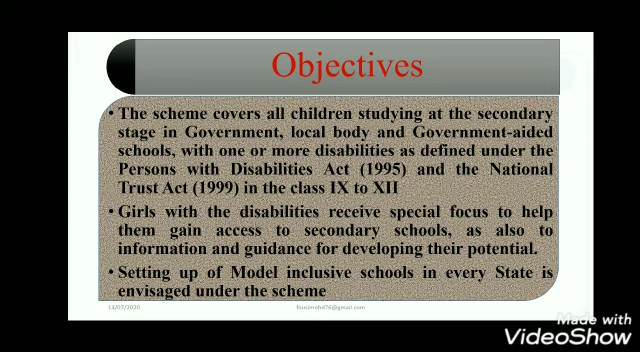 Objectives
• The scheme covers all children studying at the secondary
stage in Government, local body and Government-aided
schools, with one or more disabilities as defined under the
Persons with Disabilities Act (1995) and the National
Trust Act (1999) in the class IX to XII
• Girls with the disabilities receive special focus to help
them gain access to secondary schools, as also to
information and guidance for developing their potential.
• Setting up of Model inclusive schools in every State is
envisaged under the scheme
13/07/2020
fousmohd76@gmail.com
Made with
VideoShow